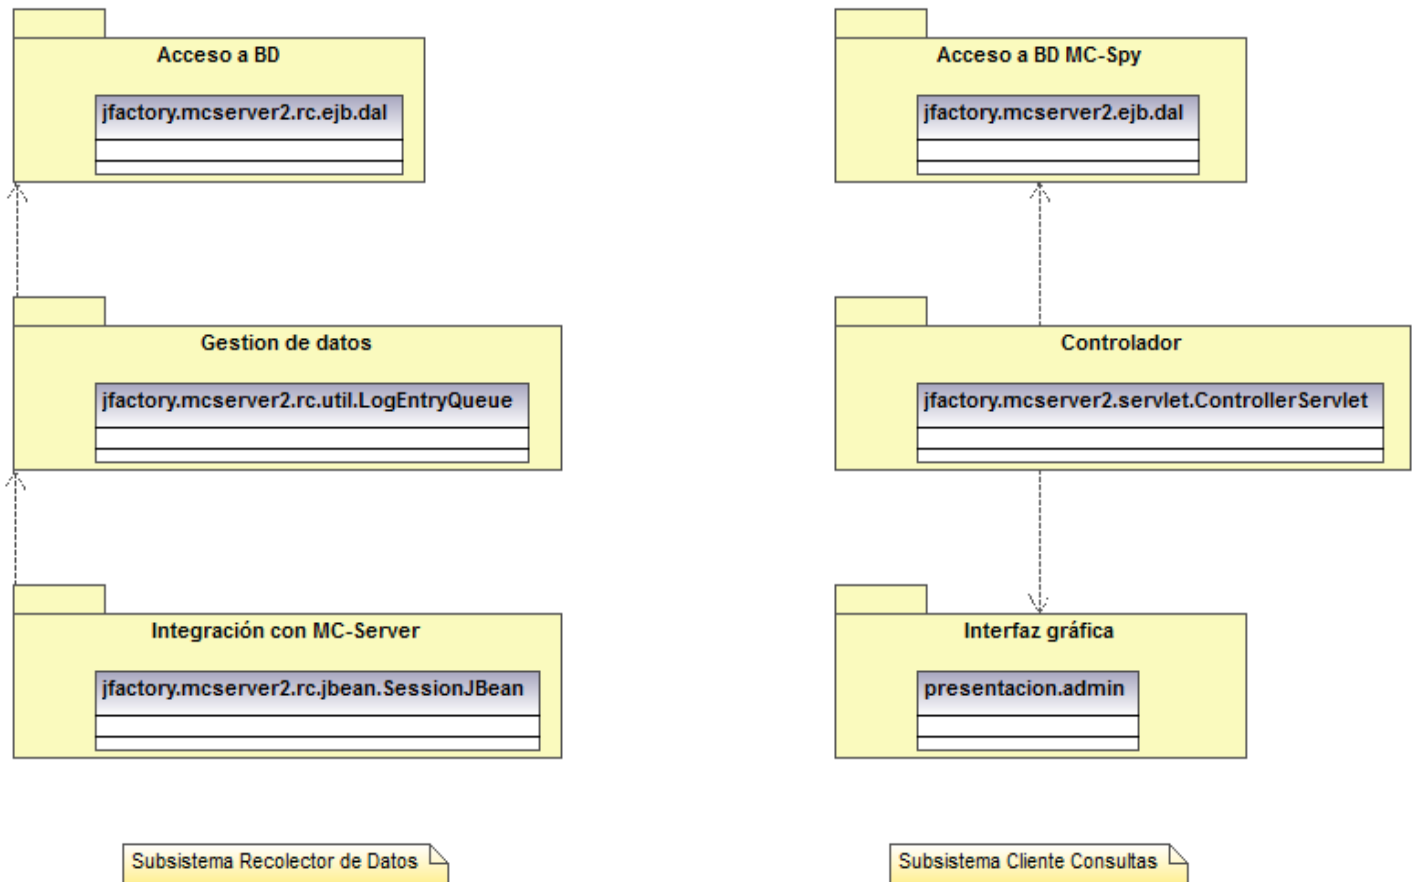 Acceso a BD
jfactory.mcserver2.rc.ejb.dal
Gestion de datos
jfactory.mcserver2.rc.util.LogEntryQueue
Integración con MC-Server
jfactory.mcserver2.rc.jbean.SessionJBean
Subsistema Recolector de Datos
Acceso a BD MC-Spy
jfactory.mcserver2.ejb.dal
Controlador
jfactory.mcserver2.servlet.ControllerServlet
Interfaz gráfica
presentacion.admin
Subsistema Cliente Consultas